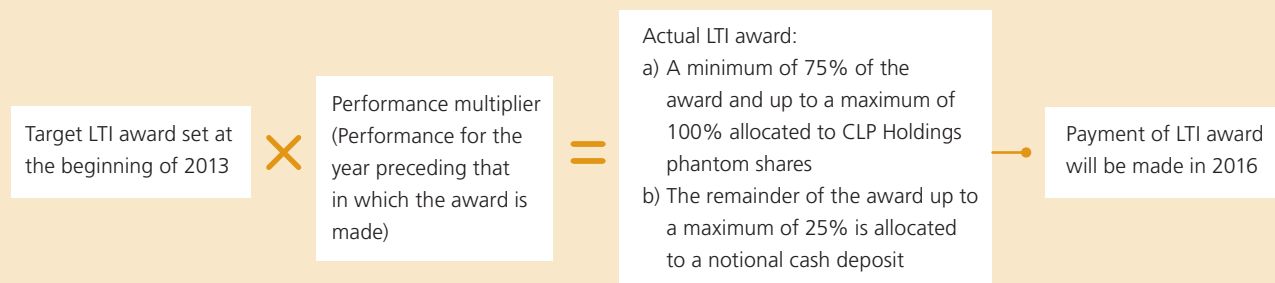 Target LTI award set at
the beginning of 2013
×
Performance multiplier
(Performance for the
year preceding that
in which the award is
made)
=
Actual LTI award:
a) A minimum of 75% of the
award and up to a maximum of
100% allocated to CLP Holdings
phantom shares
b) The remainder of the award up to
a maximum of 25% is allocated
to a notional cash deposit
Payment of LTI award
will be made in 2016